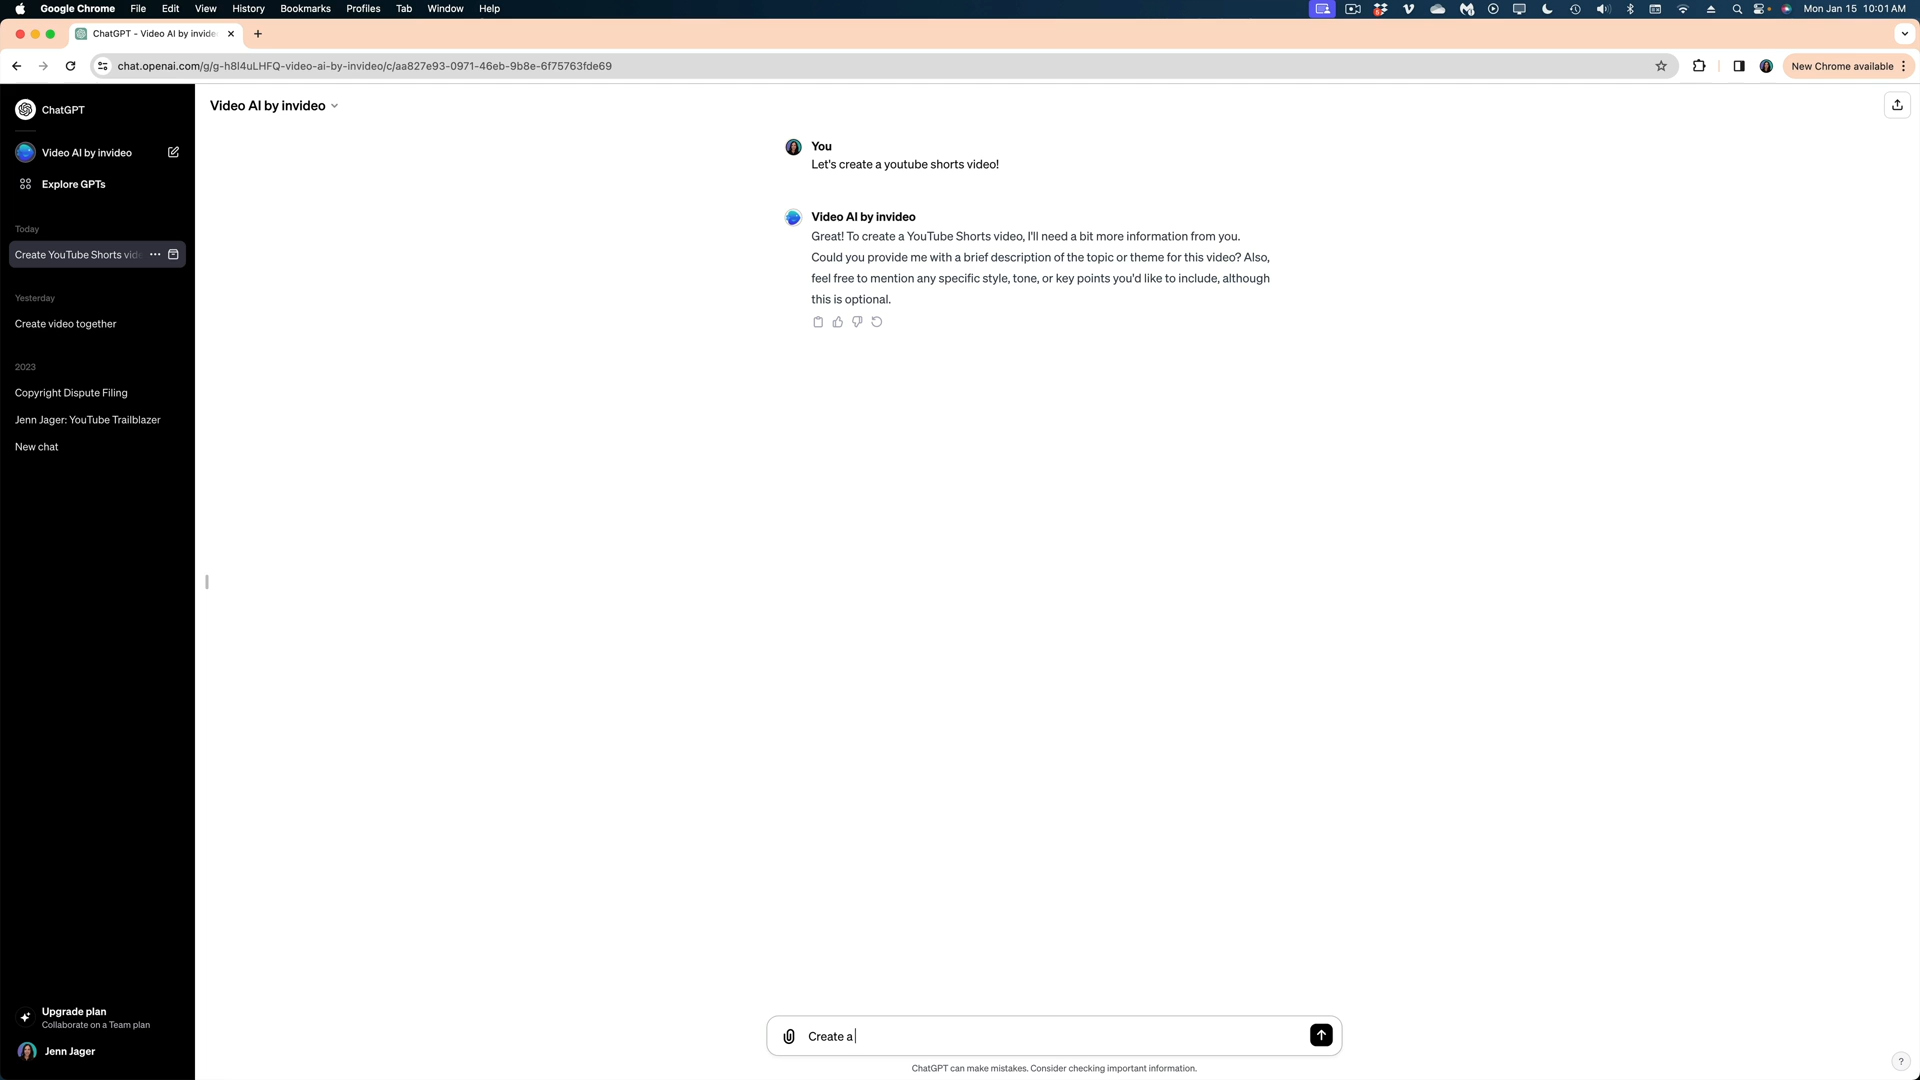 Google Chrome File Edit View History Bookmarks Profiles Tab Window Help Mon Jan 15 10:01 AM
ChatGPT - Video AI by invide
chat.openai.com/g/g-h8l4uLHFQ-video-ai-by-invideo/c/aa827e93-0971-46eb-9b8e-6f75763fde69
New Chrome available
ChatGPT
Video AI by invideo
Explore GPTs
Today
Create YouTube Shorts vid
Yesterday
Create video together
2023
Copyright Dispute Filing
Jenn Jager: YouTube Trailblazer
New chat
Upgrade plan
Collaborate on a Team plan
Jenn Jager
Video AI by invideo
You
Let's create a youtube shorts video!
Video AI by invideo
Great! To create a YouTube Shorts video, I'll need a bit more information from you.
Could you provide me with a brief description of the topic or theme for this video? Also,
feel free to mention any specific style, tone, or key points you'd like to include, although
this is optional.
Create a
ChatGPT can make mistakes. Consider checking important information.
?